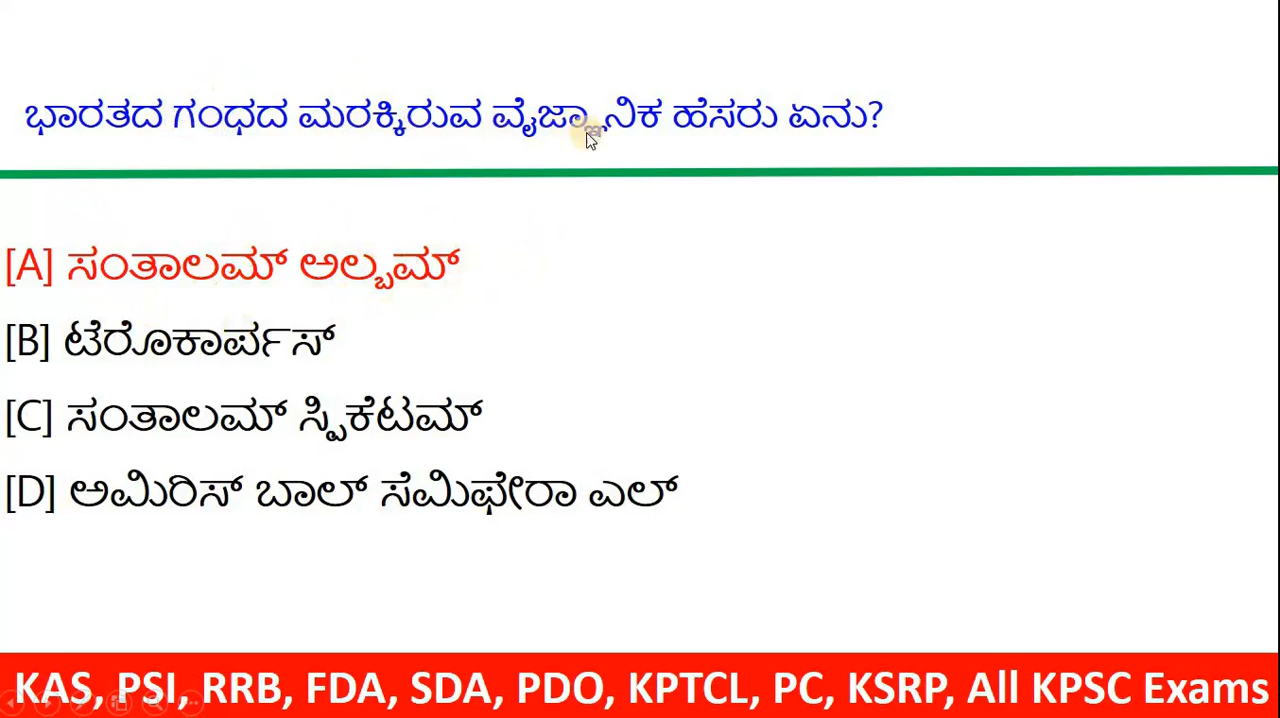 ಭಾರತದ ಗಂಧದ ಮರಕ್ಕಿರುವ ವೈಜ್ಞಾನಿಕ ಹೆಸರು ಏನು?
[A] ಸಂತಾಲಮ್ ಅಲ್ಬಮ್
[B] ಟೆರೊಕಾರ್ಪಸ್
[C] ಸಂತಾಲಮ್ ಸ್ಪಿಕೆಟಮ್
[D] ಅಮಿರಿಸ್ ಬಾಲ್ ಸೆಮಿಫೇರಾ ಎಲ್
KAS, PSI, RRB, FDA, SDA, PDO, KPTCL, PC, KSRP, All KPSC Exams